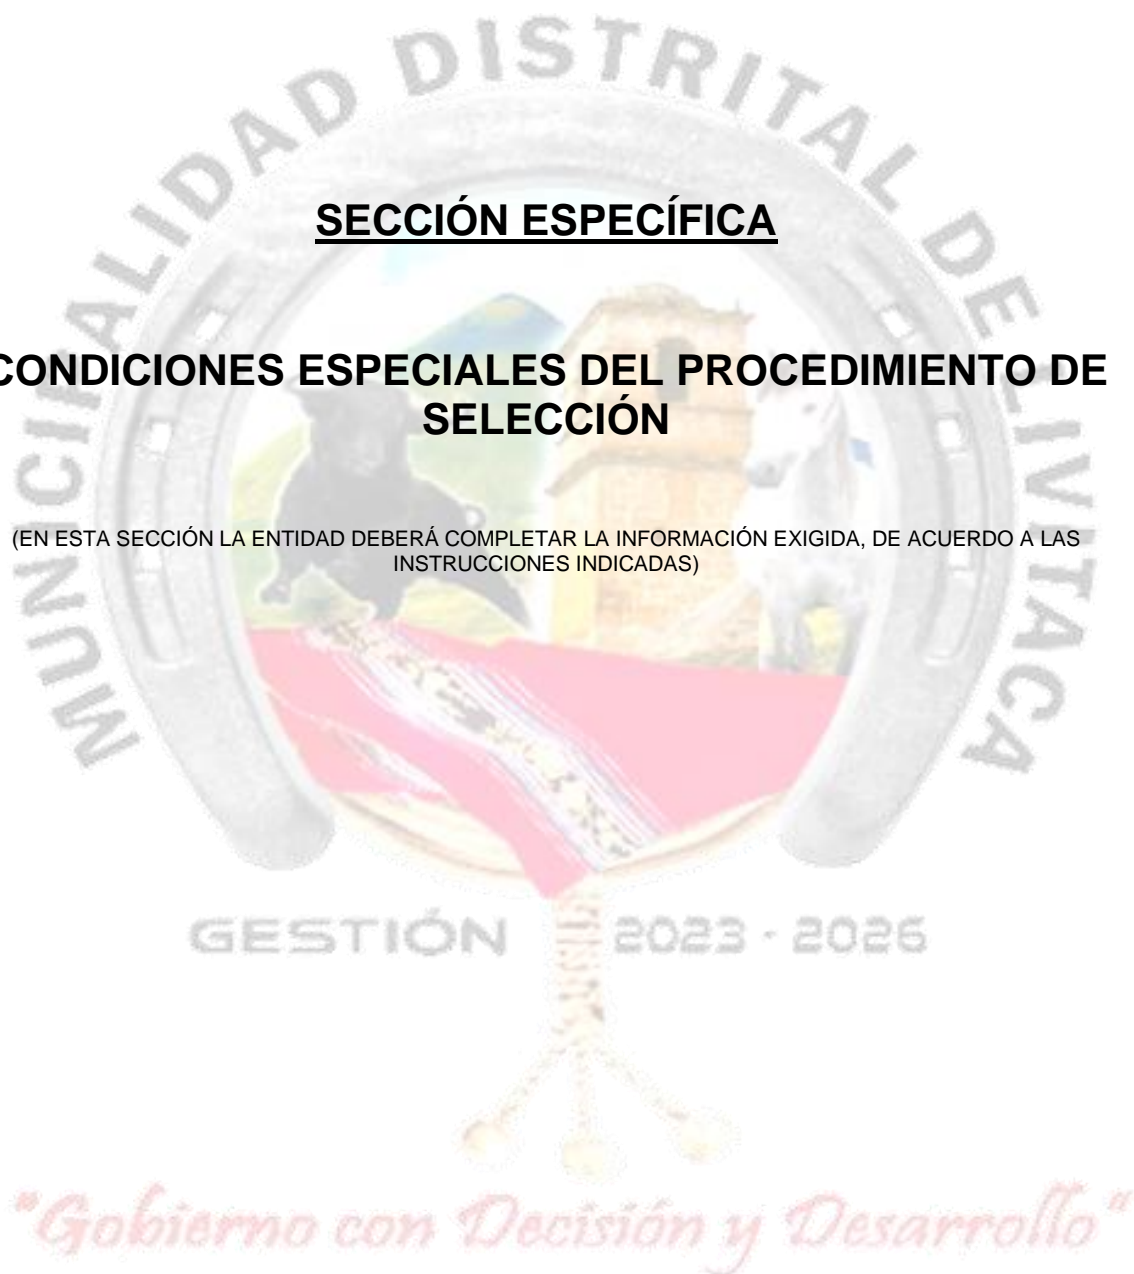 MUNICIPALIDAD DISTRITAL DE LIVITACA
SECCIÓN ESPECÍFICA
CONDICIONES ESPECIALES DEL PROCEDIMIENTO DE
SELECCIÓN
(EN ESTA SECCIÓN LA ENTIDAD DEBERÁ COMPLETAR LA INFORMACIÓN EXIGIDA, DE ACUERDO A LAS
INSTRUCCIONES INDICADAS)
GESTIÓN 2023 - 2026
"Gobierno con Decisión y Desarrollo"